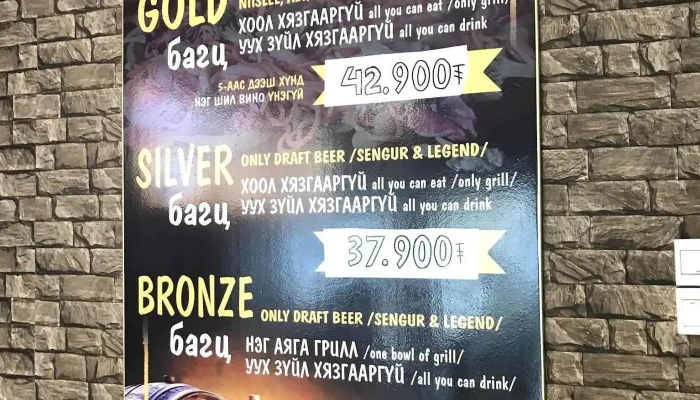 GOLD
багц
ХООЛ ХЯЗГААРГҮЙ all you can eat /only grill/
УУХ ЗҮЙЛ ХЯЗГААРГҮЙ all you can drink
5-ААС ДЭЭШ ХҮНД
НЭГ ШИЛ ВИНО ҮНЭГҮЙ
42.900₮
SILVER
багц
ONLY DRAFT BEER /SENGUR & LEGEND/
ХООЛ ХЯЗГААРГҮЙ all you can eat /only grill/
УУХ ЗҮЙЛ ХЯЗГААРГҮЙ all you can drink
37.900₮
BRONZE
багц
ONLY DRAFT BEER /SENGUR & LEGEND/
НЭГ АЯГА ГРИЛЛ /one bowl of grill/
УУХ ЗҮЙЛ ХЯЗГААРГҮЙ /all you can drink/